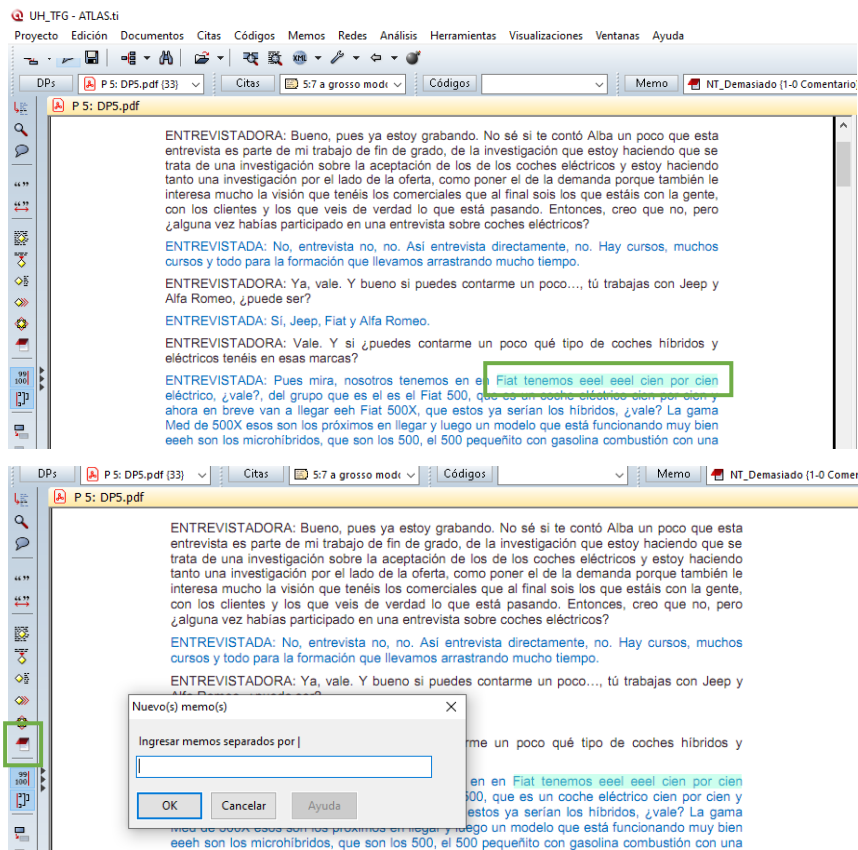 UH_TFG - ATLAS.ti
Proyecto Edición Documentos Citas Códigos Memos Redes Análisis Herramientas Visualizaciones Ventanas Ayuda
DPs P 5: DP5.pdf {33} Citas 5:7 a grosso modo Códigos Memo NT_Demasiado {1-0 Comentario}
P 5: DP5.pdf
ENTREVISTADORA: Bueno, pues ya estoy grabando. No sé si te contó Alba un poco que esta
entrevista es parte de mi trabajo de fin de grado, de la investigación que estoy haciendo que se
trata de una investigación sobre la aceptación de los de los coches eléctricos y estoy haciendo
tanto una investigación por el lado de la oferta, como poner el de la demanda porque también le
interesa mucho la visión que tenéis los comerciales que al final sois los que estáis con la gente,
con los clientes y los que veis de verdad lo que está pasando. Entonces, creo que no, pero
¿alguna vez habías participado en una entrevista sobre coches eléctricos?
ENTREVISTADA: No, entrevista no, no. Así entrevista directamente, no. Hay cursos, muchos
cursos y todo para la formación que llevamos arrastrando mucho tiempo.
ENTREVISTADORA: Ya, vale. Y bueno si puedes contarme un poco…, tú trabajas con Jeep y
Alfa Romeo, ¿puede ser?
ENTREVISTADA: Sí, Jeep, Fiat y Alfa Romeo.
ENTREVISTADORA: Vale. Y si ¿puedes contarme un poco qué tipo de coches híbridos y
eléctricos tenéis en esas marcas?
ENTREVISTADA: Pues mira, nosotros tenemos en en Fiat tenemos eeel eeel cien por cien
eléctrico, ¿vale?, del grupo que es el es el Fiat 500, que es un coche eléctrico cien por cien y
ahora en breve van a llegar eeh Fiat 500X, que estos ya serían los híbridos, ¿vale? La gama
Med de 500X esos son los próximos en llegar y luego un modelo que está funcionando muy bien
eeeh son los microhíbridos, que son los 500, el 500 pequeñito con gasolina combustión con una
DPs P 5: DP5.pdf {33} Citas 5:7 a grosso modo Códigos Memo NT_Demasiado {1-0 Comer
P 5: DP5.pdf
ENTREVISTADORA: Bueno, pues ya estoy grabando. No sé si te contó Alba un poco que esta
entrevista es parte de mi trabajo de fin de grado, de la investigación que estoy haciendo que se
trata de una investigación sobre la aceptación de los de los coches eléctricos y estoy haciendo
tanto una investigación por el lado de la oferta, como poner el de la demanda porque también le
interesa mucho la visión que tenéis los comerciales que al final sois los que estáis con la gente,
con los clientes y los que veis de verdad lo que está pasando. Entonces, creo que no, pero
¿alguna vez habías participado en una entrevista sobre coches eléctricos?
ENTREVISTADA: No, entrevista no, no. Así entrevista directamente, no. Hay cursos, muchos
cursos y todo para la formación que llevamos arrastrando mucho tiempo.
ENTREVISTADORA: Ya, vale. Y bueno si puedes contarme un poco…, tú trabajas con Jeep y
Nuevo(s) memo(s)
Ingresar memos separados por |
rme un poco qué tipo de coches híbridos y
en en Fiat tenemos eeel eeel cien por cien
500, que es un coche eléctrico cien por cien y
estos ya serían los híbridos, ¿vale? La gama
OK Cancelar Ayuda
Med de 500X esos son los próximos en llegar y luego un modelo que está funcionando muy bien
eeeh son los microhíbridos, que son los 500, el 500 pequeñito con gasolina combustión con una